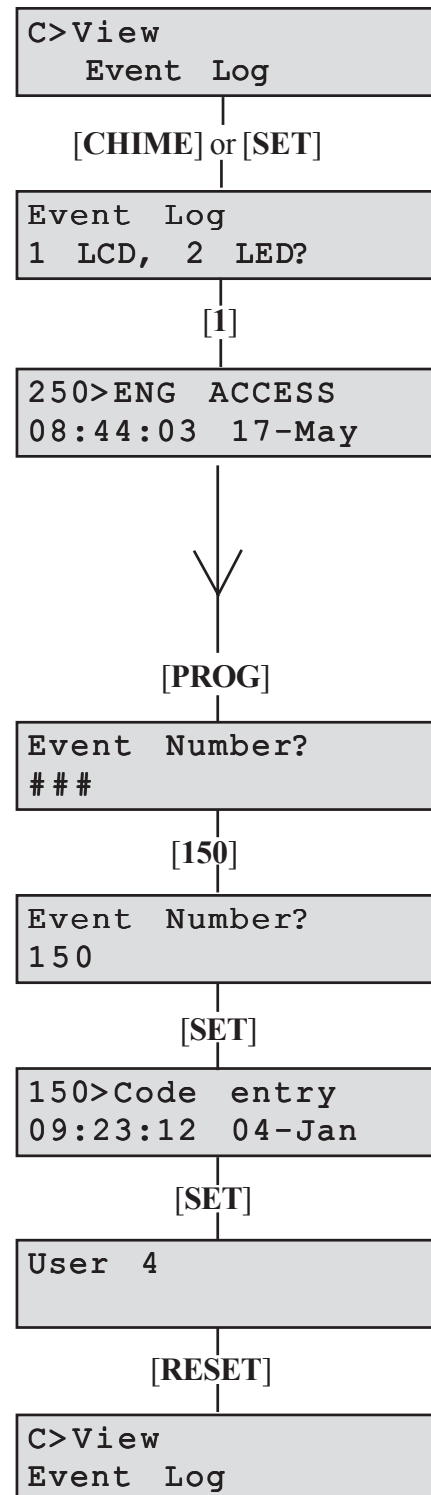 C>View
Event Log
[CHIME] or [SET]
Event Log
1 LCD, 2 LED?
[1]
250>ENG ACCESS
08:44:03 17-May
[PROG]
Event Number?
###
[150]
Event Number?
150
[SET]
150>Code entry
09:23:12 04-Jan
[SET]
User 4
[RESET]
C>View
Event Log